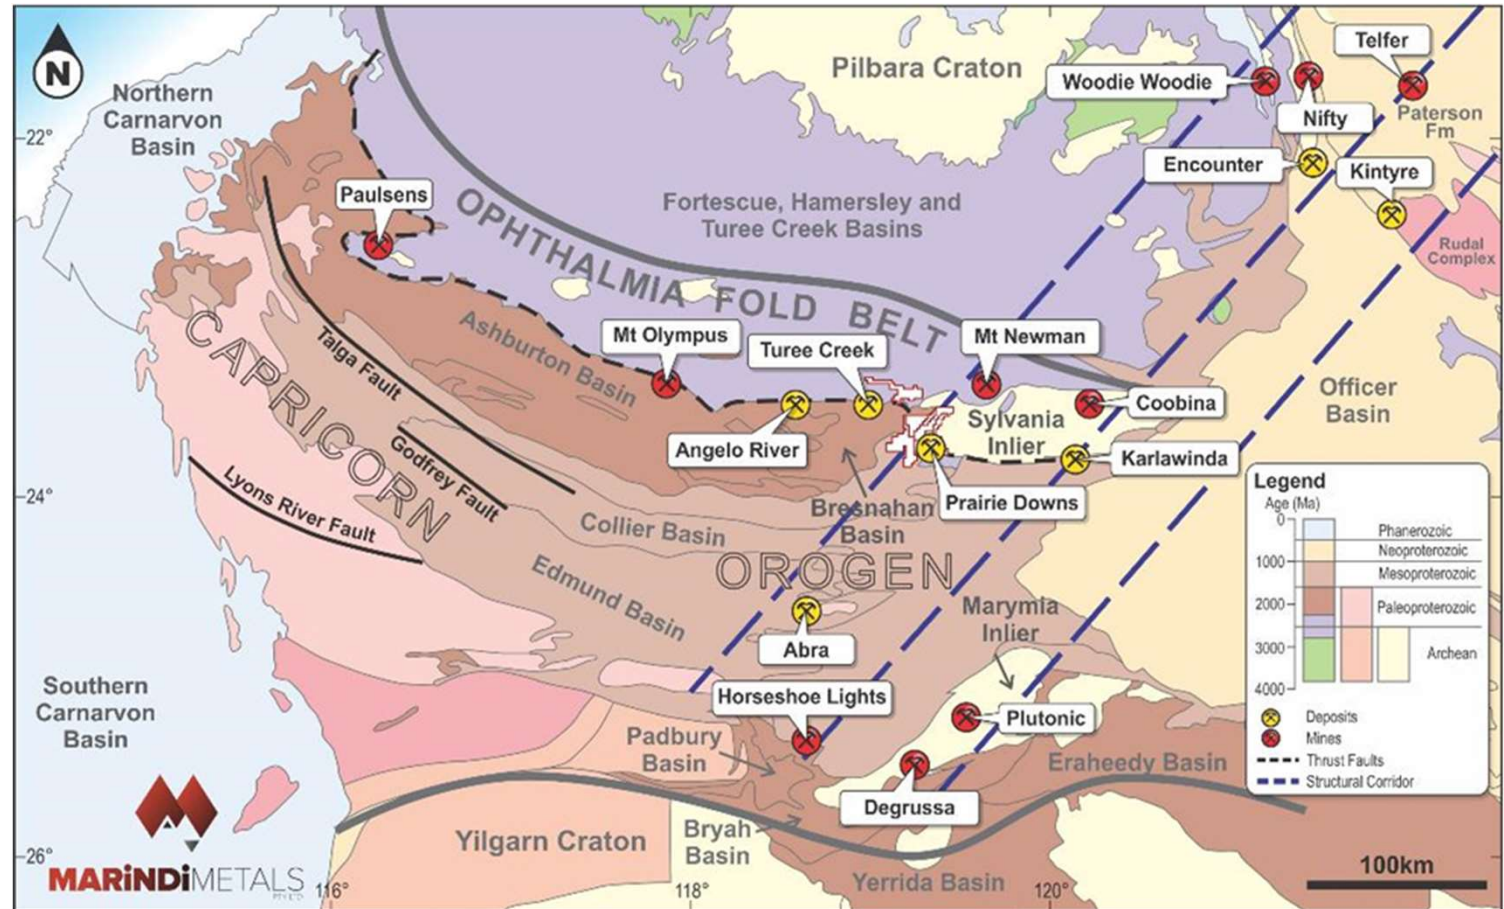 N
Northern
Carnarvon
Basin
Pilbara Craton
Woodie Woodie
Nifty
Telfer
Paterson
Fm
Encounter
Kintyre
Rudal
Complex
22°
Paulsens
Fortescue, Hamersley and
Turee Creek Basins
OPHTHALMIA FOLD BELT
CAPRICORN
OROGEN
Talga Fault
Godfrey Fault
Lyons River Fault
Ashburton Basin
Mt Olympus
Turee Creek
Mt Newman
Angelo River
Sylvania
Inlier
Coobina
Karlawinda
Prairie Downs
Officer
Basin
24°
Collier Basin
Bresnahan
Basin
Edmund Basin
Abra
Marymia
Inlier
Horseshoe Lights
Plutonic
Southern
Carnarvon
Basin
Padbury
Basin
Degrussa
Eraheedy Basin
Yilgarn Craton
Bryah
Basin
Yerrida Basin
26°
116°
118°
120°
Legend
Age (Ma)
0
1000
2000
3000
4000
Phanerozoic
Neoproterozoic
Mesoproterozoic
Paleoproterozoic
Archean
Deposits
Mines
Thrust Faults
Structural Corridor
100km
MARiNDiMETALS